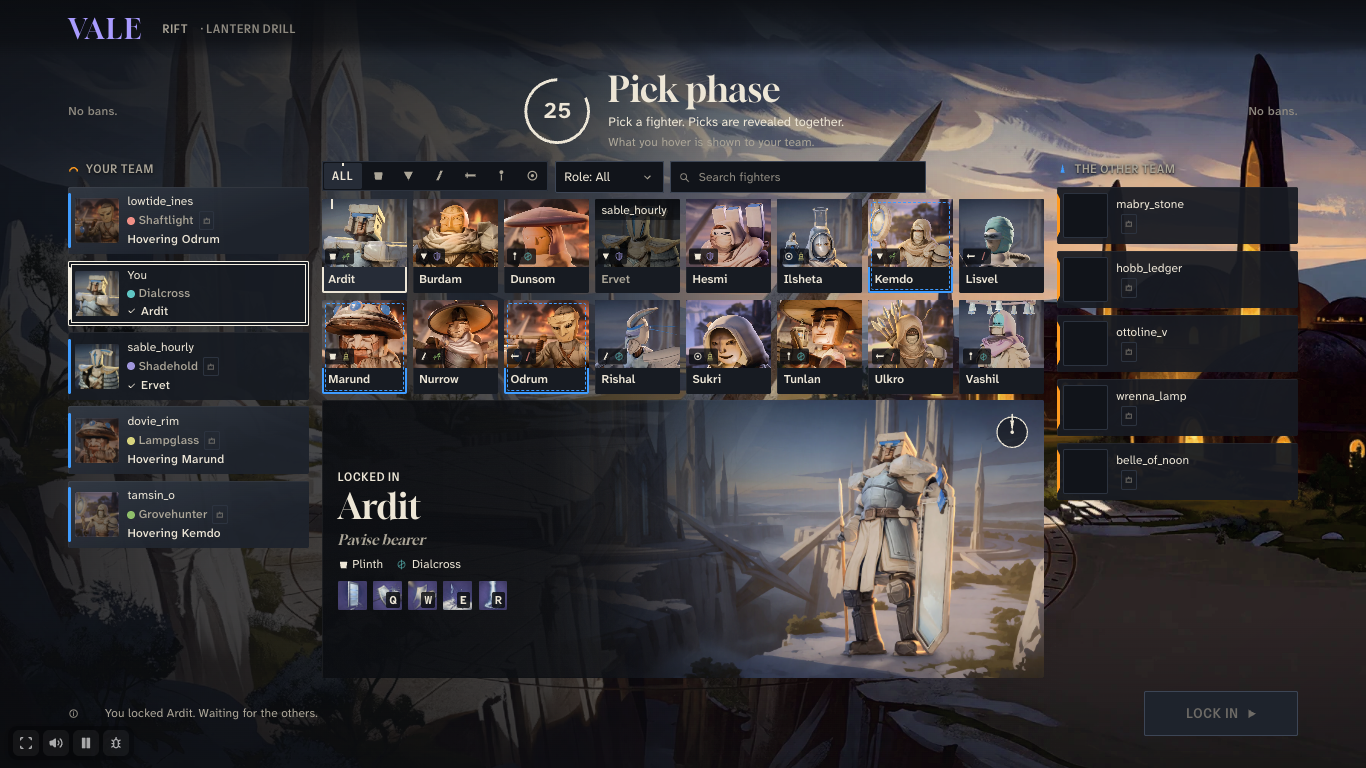 VALE
RIFT · LANTERN DRILL
No bans.
25
Pick phase
Pick a fighter. Picks are revealed together.
What you hover is shown to your team.
No bans.
YOUR TEAM
lowtide_ines
Shaftlight
Hovering Odrum
You
Dialcross
Ardit
sable_hourly
Shadehold
Ervet
dovie_rim
Lampglass
Hovering Marund
tamsin_o
Grovehunter
Hovering Kemdo
ALL
Role: All
Search fighters
sable_hourly
Ardit
Burdam
Dunsom
Ervet
Hesmi
Ilsheta
Kemdo
Lisvel
Marund
Nurrow
Odrum
Rishal
Sukri
Tunlan
Ulkro
Vashil
LOCKED IN
Ardit
Pavise bearer
Plinth Dialcross
Q W E R
THE OTHER TEAM
mabry_stone
hobb_ledger
ottoline_v
wrenna_lamp
belle_of_noon
You locked Ardit. Waiting for the others.
LOCK IN